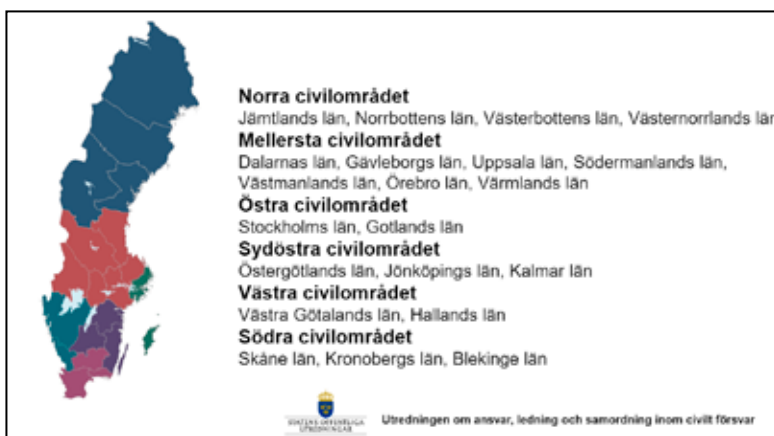 Norra civilområdet
Jämtlands län, Norrbottens län, Västerbottens län, Västernorrlands län
Mellersta civilområdet
Dalarnas län, Gävleborgs län, Uppsala län, Södermanlands län,
Västmanlands län, Örebro län, Värmlands län
Östra civilområdet
Stockholms län, Gotlands län
Sydöstra civilområdet
Östergötlands län, Jönköpings län, Kalmar län
Västra civilområdet
Västra Götalands län, Hallands län
Södra civilområdet
Skåne län, Kronobergs län, Blekinge län
STATENS OFFENTLIGA
UTREDNINGAR
Utredningen om ansvar, ledning och samordning inom civilt försvar